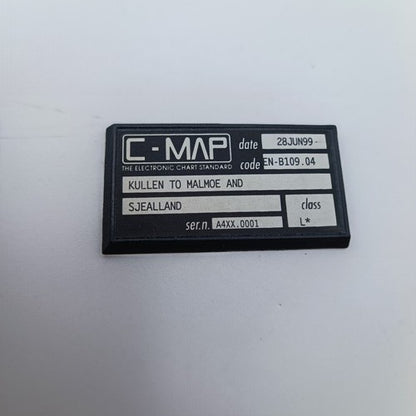 C-MAP
THE ELECTRONIC CHART STANDARD
date 28JUN99-
code EN-B109.04
KULLEN TO MALMOE AND
SJEALLAND
class
L*
ser.n. A4XX.0001